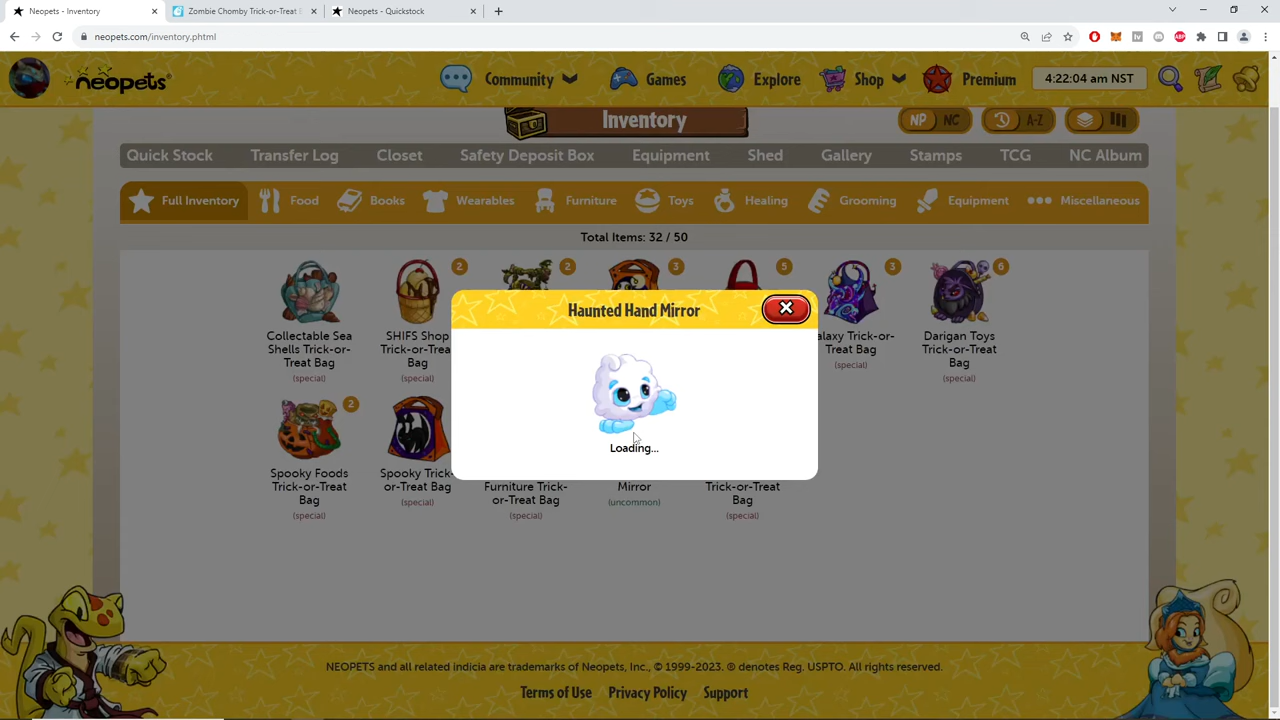 Neopets - Inventory
Zombie Chomby Trick-or-Treat
Neopets - Quickstock
neopets.com/inventory.phtml
neopets
Community
Games
Explore
Shop
Premium
4:22:04 am NST
Inventory
NP NC
A-Z
Quick Stock
Transfer Log
Closet
Safety Deposit Box
Equipment
Shed
Gallery
Stamps
TCG
NC Album
Full Inventory
Food
Books
Wearables
Furniture
Toys
Healing
Grooming
Equipment
Miscellaneous
Total Items: 32 / 50
2
2
3
5
3
6
Haunted Hand Mirror
Loading...
Collectable Sea
Shells Trick-or-
Treat Bag
(special)
SHIFS Shop
Trick-or-Trea
Bag
(special)
alaxy Trick-or-
Treat Bag
(special)
Darigan Toys
Trick-or-Treat
Bag
(special)
2
Spooky Foods
Trick-or-Treat
Bag
(special)
Spooky Trick-
or-Treat Bag
(special)
Furniture Trick-
or-Treat Bag
(special)
Mirror
(uncommon)
Trick-or-Treat
Bag
(special)
NEOPETS and all related indicia are trademarks of Neopets, Inc., © 1999-2023. ® denotes Reg. USPTO. All rights reserved.
Terms of Use
Privacy Policy
Support